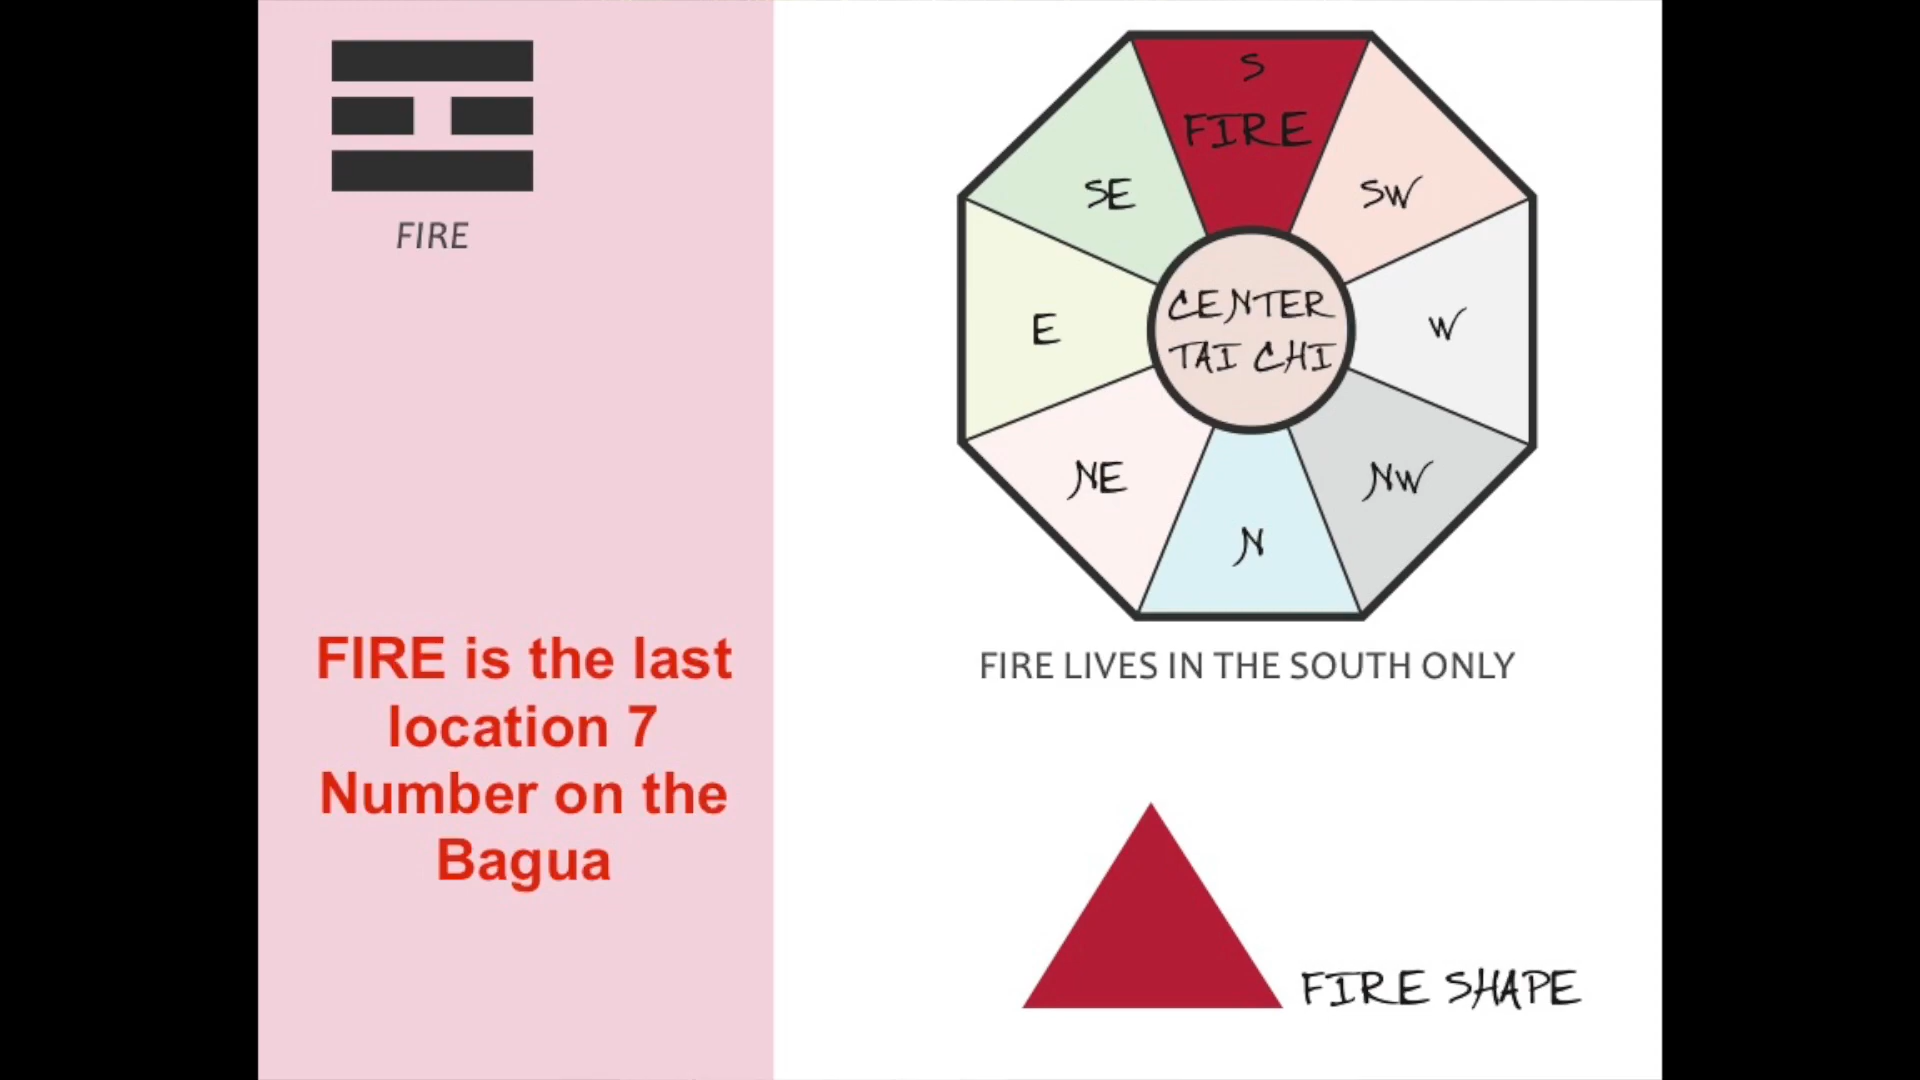 FIRE
FIRE is the last
location 7
Number on the
Bagua
S
FIRE
SE
SW
E
CENTER
TAI CHI
W
NE
NW
N
FIRE LIVES IN THE SOUTH ONLY
FIRE SHAPE